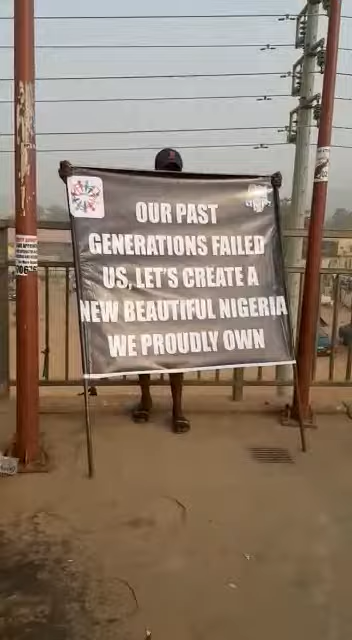 OUR PAST
GENERATIONS FAILED
US, LET'S CREATE A
NEW BEAUTIFUL NIGERIA
WE PROUDLY OWN